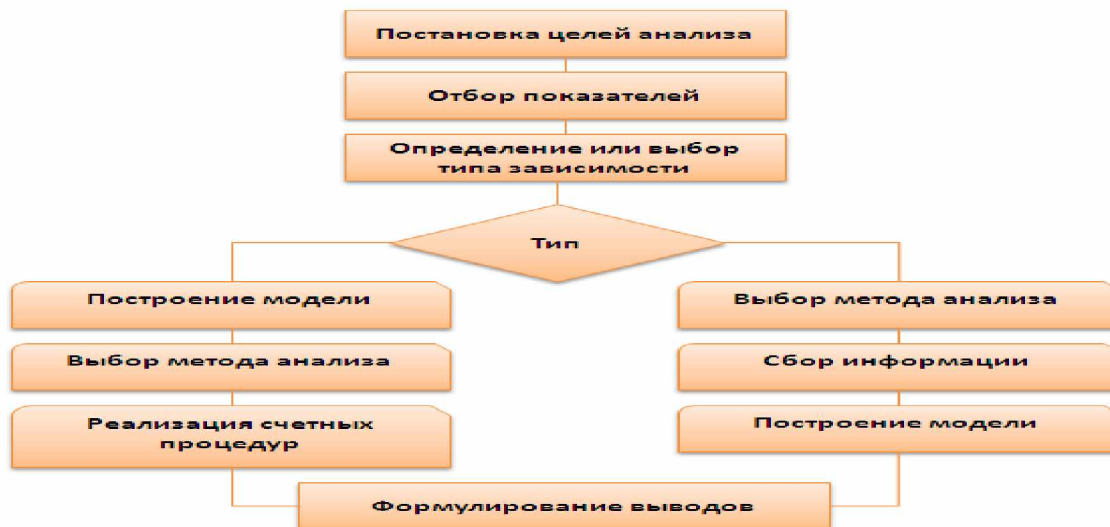 Постановка целей анализа
Отбор показателей
Определение или выбор
типа зависимости
Тип
Построение модели
Выбор метода анализа
Реализация счетных
процедур
Выбор метода анализа
Сбор информации
Построение модели
Формулирование выводов